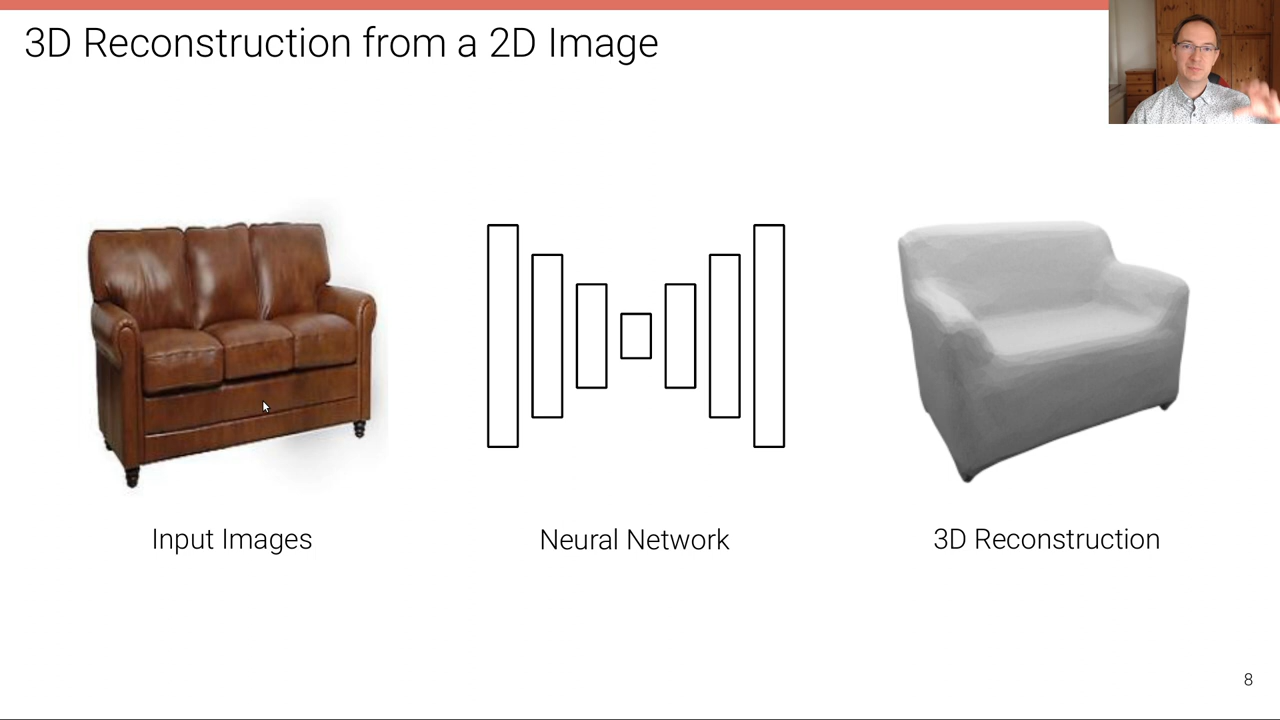 3D Reconstruction from a 2D Image
Input Images
Neural Network
3D Reconstruction
8